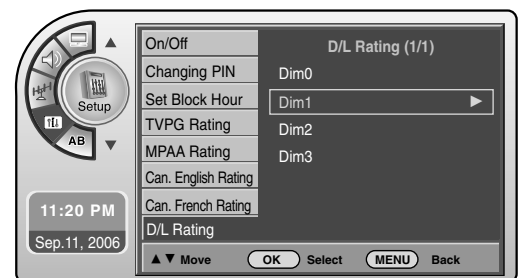 Setup
AB
11:20 PM
Sep.11, 2006
On/Off
Changing PIN
Set Block Hour
TVPG Rating
MPAA Rating
Can. English Rating
Can. French Rating
D/L Rating
D/L Rating (1/1)
Dim0
Dim1 ▶
Dim2
Dim3
▲▼ Move OK Select MENU Back